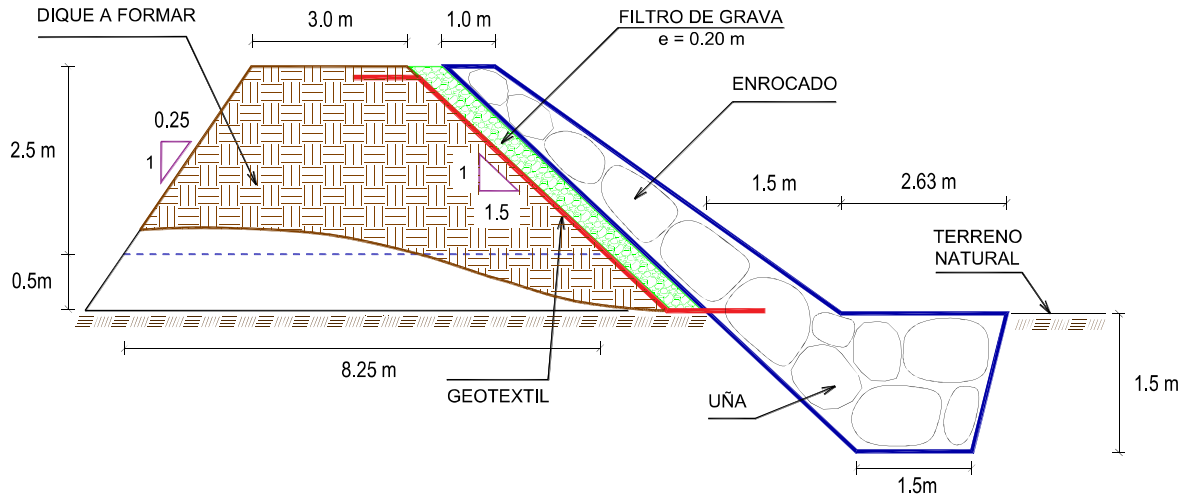 DIQUE A FORMAR
3.0 m
1.0 m
FILTRO DE GRAVA
e = 0.20 m
ENROCADO
0.25
1
2.5 m
1
1.5
1.5 m
2.63 m
TERRENO
NATURAL
0.5m
8.25 m
GEOTEXTIL
UÑA
1.5 m
1.5m